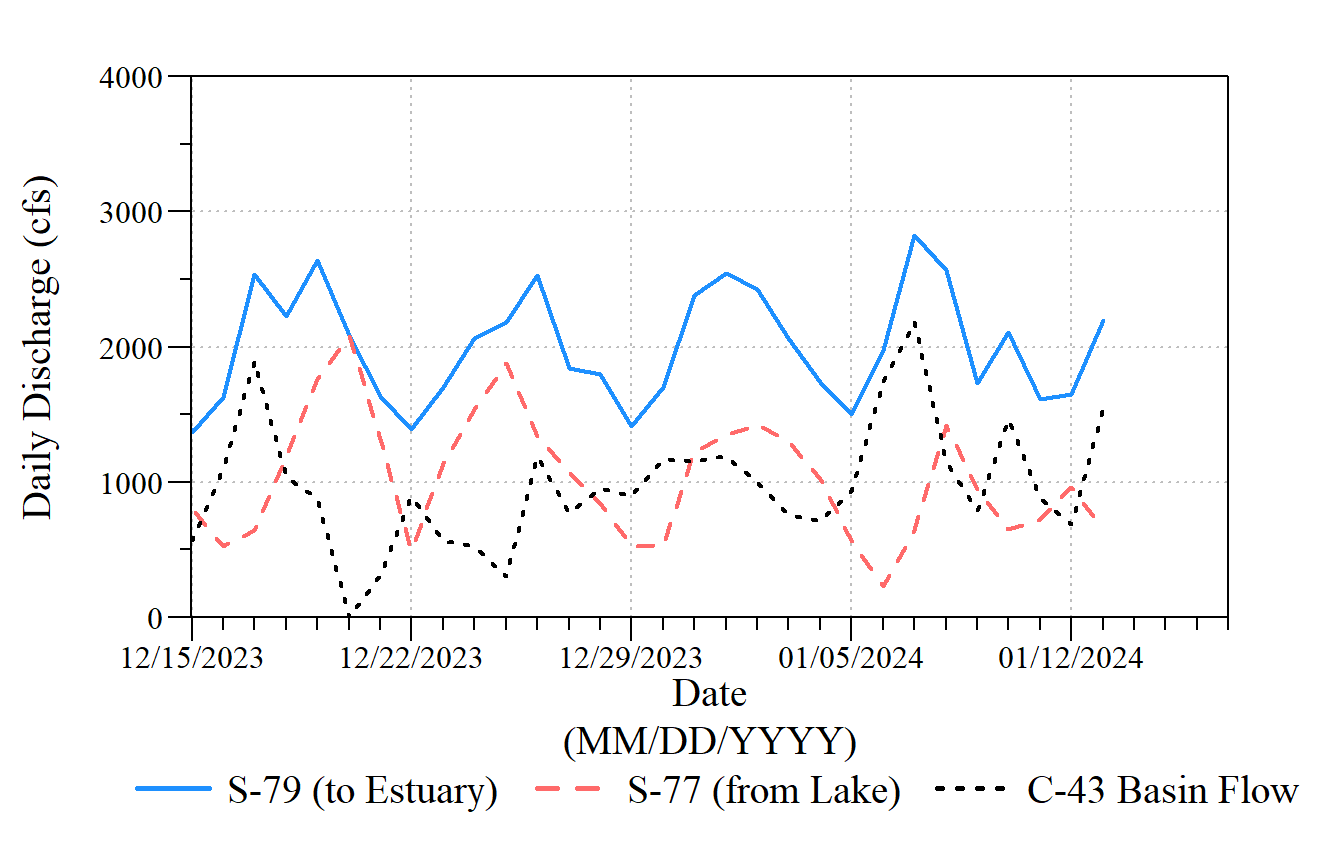 4000
3000
2000
1000
0
Daily Discharge (cfs)
12/15/2023 12/22/2023 12/29/2023 01/05/2024 01/12/2024
Date
(MM/DD/YYYY)
S-79 (to Estuary) S-77 (from Lake) C-43 Basin Flow